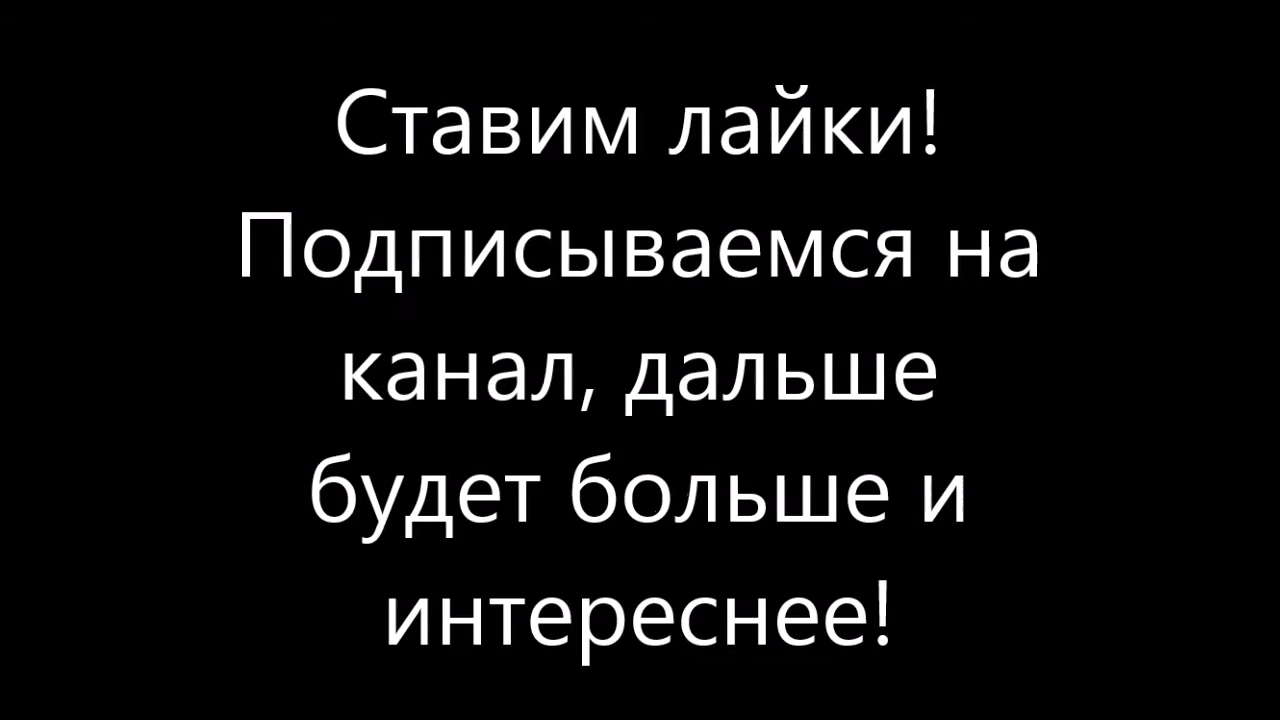 Ставим лайки!
Подписываемся на
канал, дальше
будет больше и
интереснее!